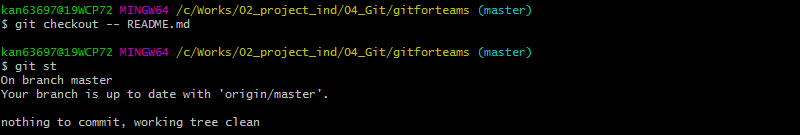 kan63697@19WCP72 MINGW64 /c/Works/02_project_ind/04_Git/gitforteams (master)
$ git checkout -- README.md
kan63697@19WCP72 MINGW64 /c/Works/02_project_ind/04_Git/gitforteams (master)
$ git st
On branch master
Your branch is up to date with 'origin/master'.
nothing to commit, working tree clean